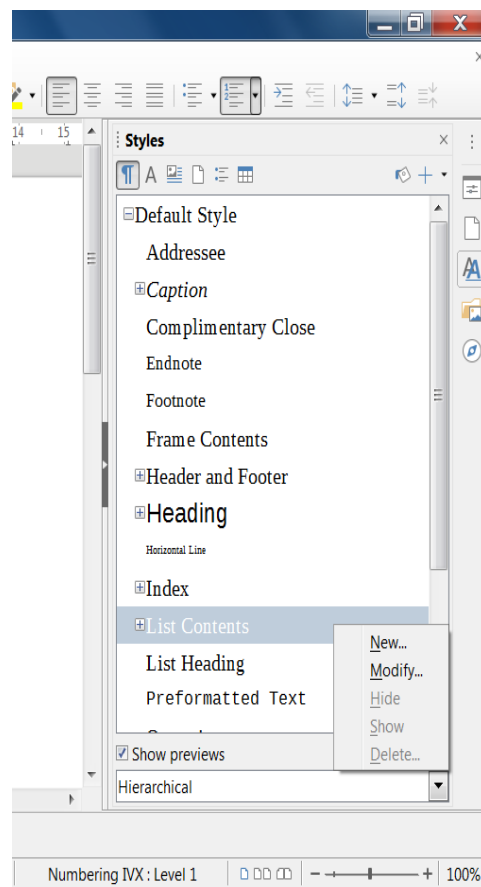 14 15
Styles
Default Style
Addressee
Caption
Complimentary Close
Endnote
Footnote
Frame Contents
Header and Footer
Heading
Horizontal Line
Index
List Contents
List Heading
Preformatted Text
New...
Modify...
Hide
Show
Delete...
Show previews
Hierarchical
Numbering IVX : Level 1
100%